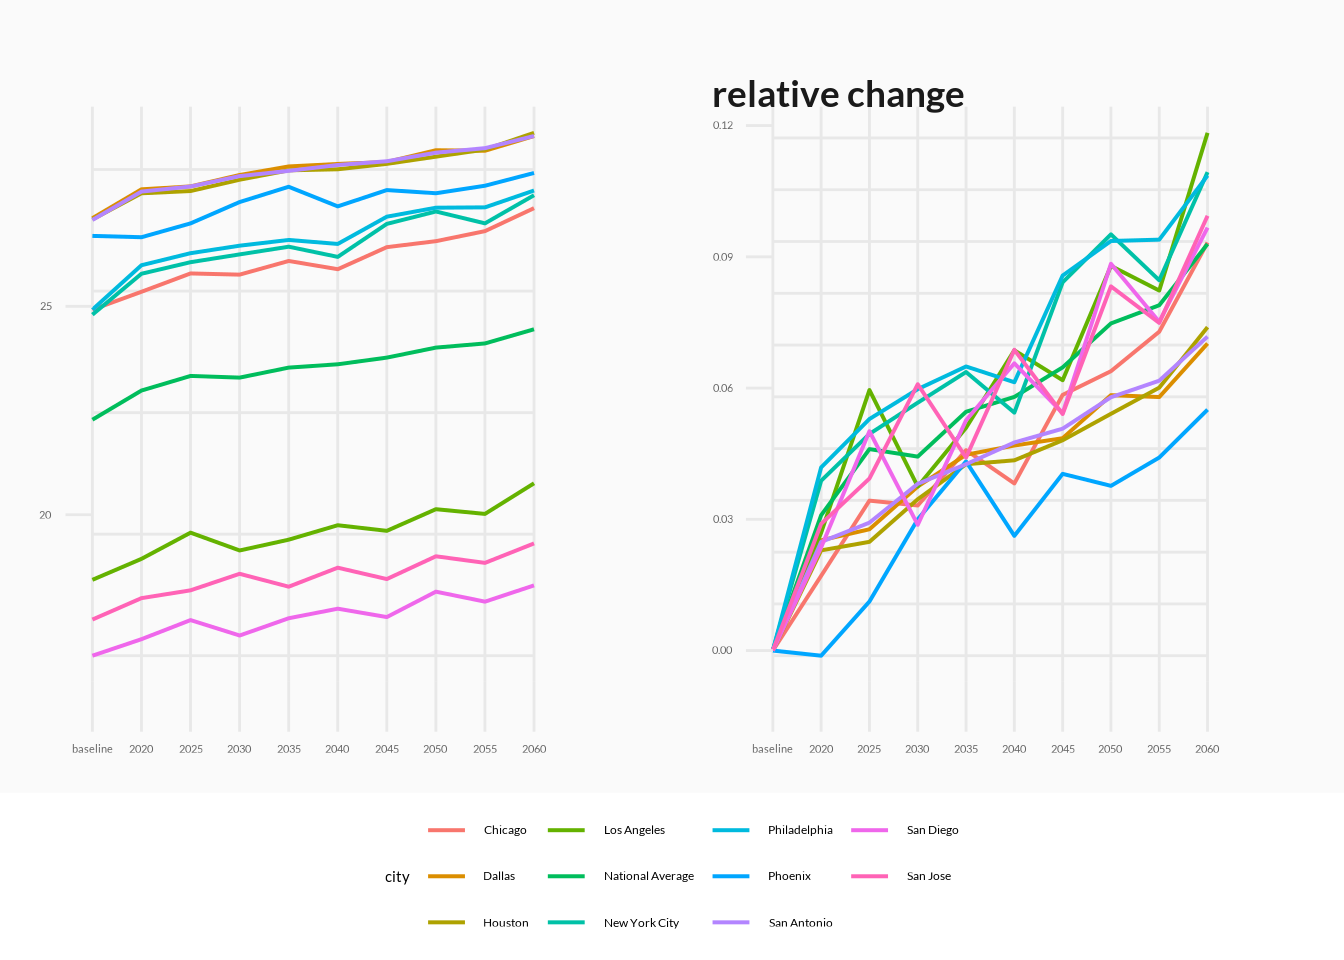 relative change
25
20
baseline 2020 2025 2030 2035 2040 2045 2050 2055 2060
0.12
0.09
0.06
0.03
0.00
baseline 2020 2025 2030 2035 2040 2045 2050 2055 2060
city
Chicago Los Angeles Philadelphia San Diego
Dallas National Average Phoenix San Jose
Houston New York City San Antonio